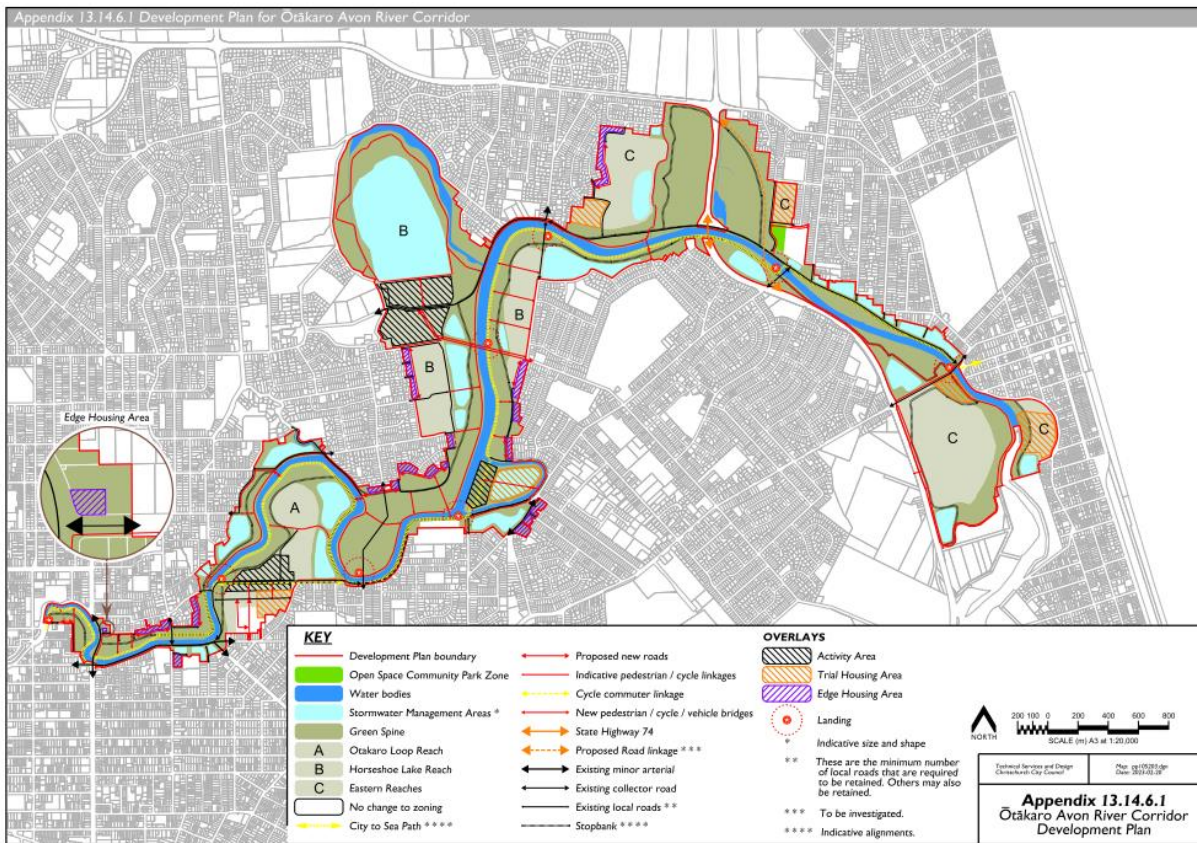 Appendix 13.14.6.1 Development Plan for Ōtākaro Avon River Corridor
C
C
B
B
B
Edge Housing Area
C
C
A
KEY
Development Plan boundary
Open Space Community Park Zone
Water bodies
Stormwater Management Areas *
Green Spine
A Otakaro Loop Reach
B Horseshoe Lake Reach
C Eastern Reaches
No change to zoning
City to Sea Path ****
Proposed new roads
Indicative pedestrian / cycle linkages
Cycle commuter linkage
New pedestrian / cycle / vehicle bridges
State Highway 74
Proposed Road linkage ***
Existing minor arterial
Existing collector road
Existing local roads **
Stopbank ****
OVERLAYS
Activity Area
Trial Housing Area
Edge Housing Area
Landing
* Indicative size and shape
** These are the minimum number
of local roads that are required
to be retained. Others may also
be retained.
*** To be investigated.
**** Indicative alignments.
NORTH
200 100 0 200 400 600 800
SCALE (m) A3 at 1:20,000
Technical Services and Design
Christchurch City Council
Appendix 13.14.6.1
Ōtākaro Avon River Corridor
Development Plan